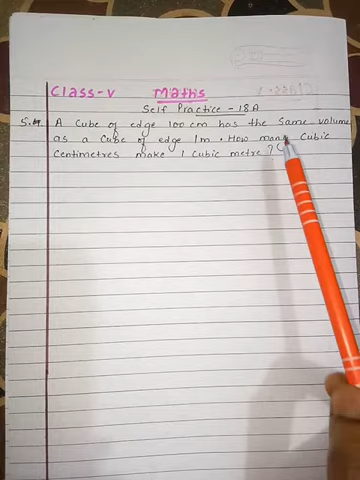 Class-V Maths
Self Practice - 18A
5. A Cube of edge 100 cm has the Same volume
as a Cube of edge 1m. How many Cubic
Centimetres make 1 Cubic metre?